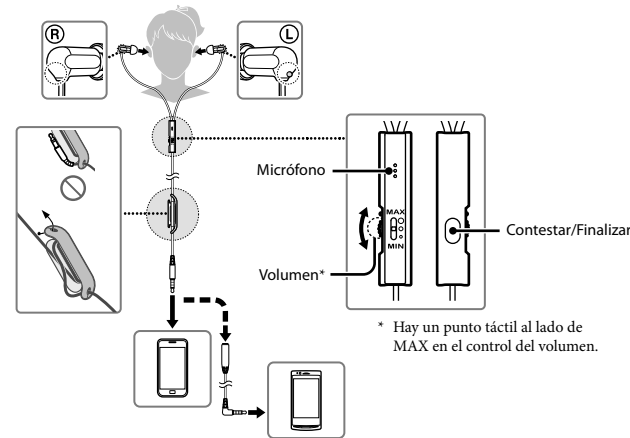 R
L
Micrófono
MAX
MIN
Volumen*
Contestar/Finalizar
* Hay un punto táctil al lado de
MAX en el control del volumen.